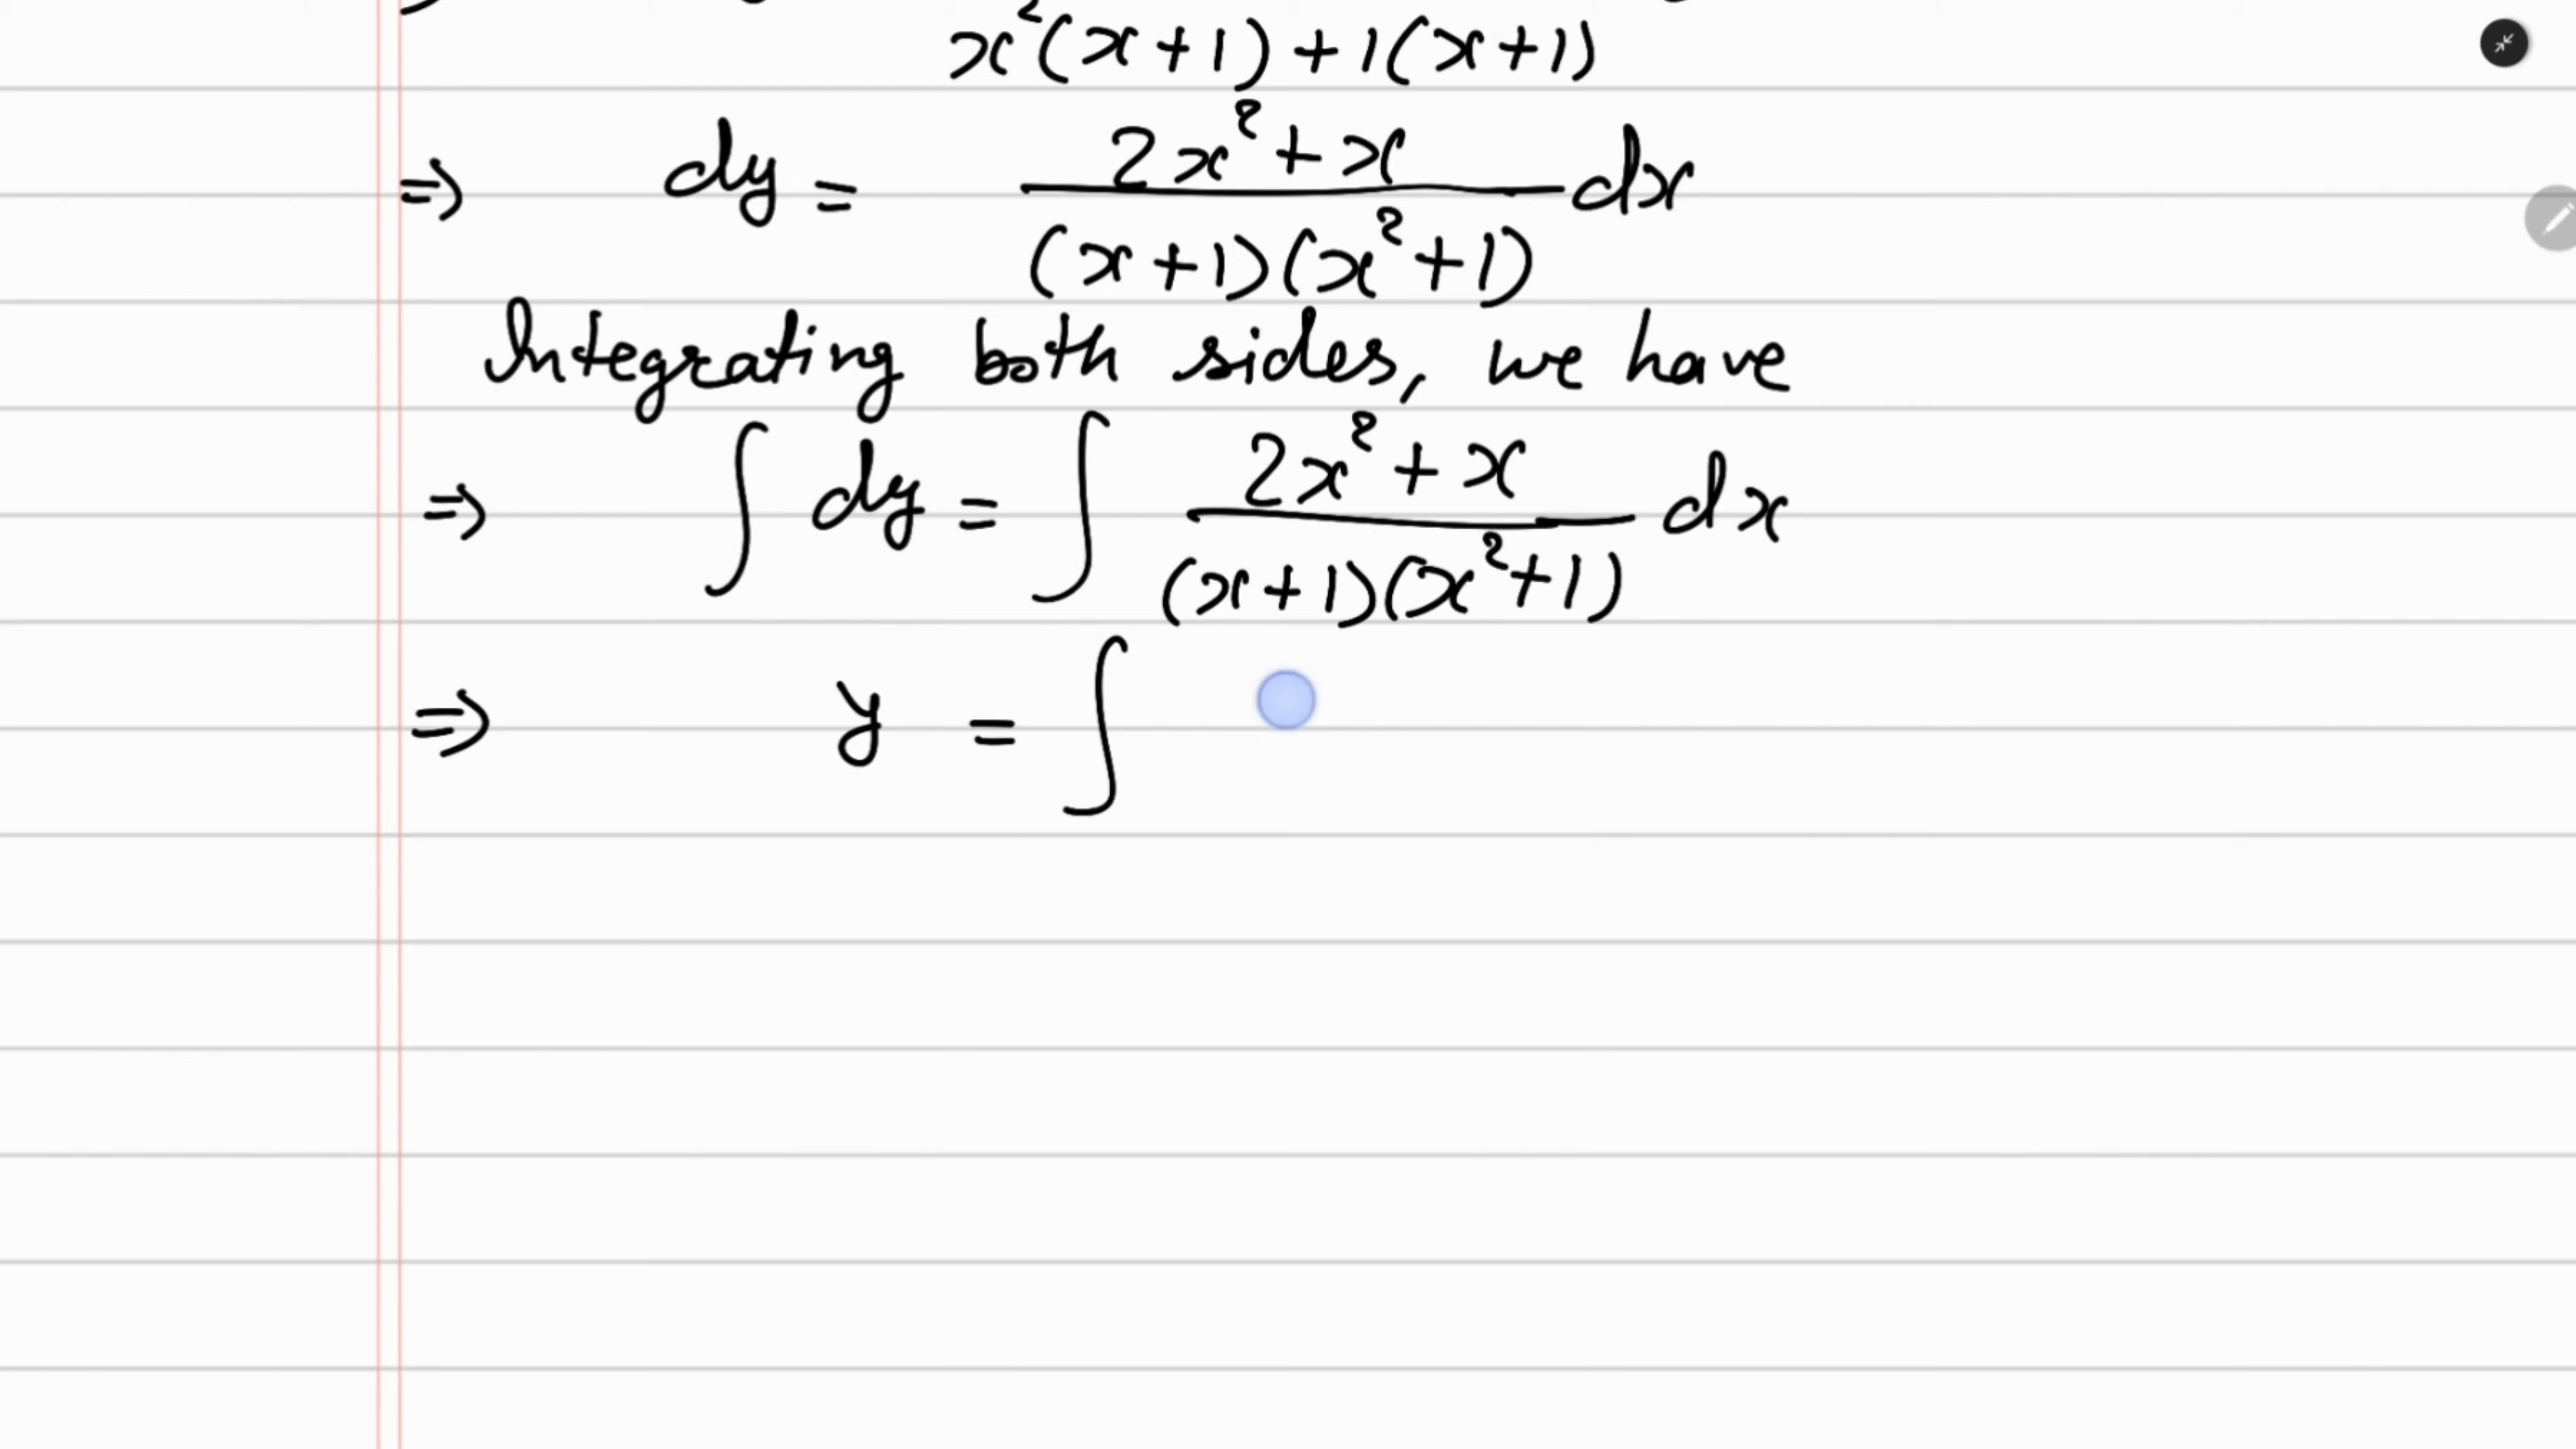 x²(x+1)+1(x+1)
⇒ dy = (2x²+x)/((x+1)(x²+1)) dx
Integrating both sides, we have
⇒ ∫ dy = ∫ (2x²+x)/((x+1)(x²+1)) dx
⇒ y = ∫